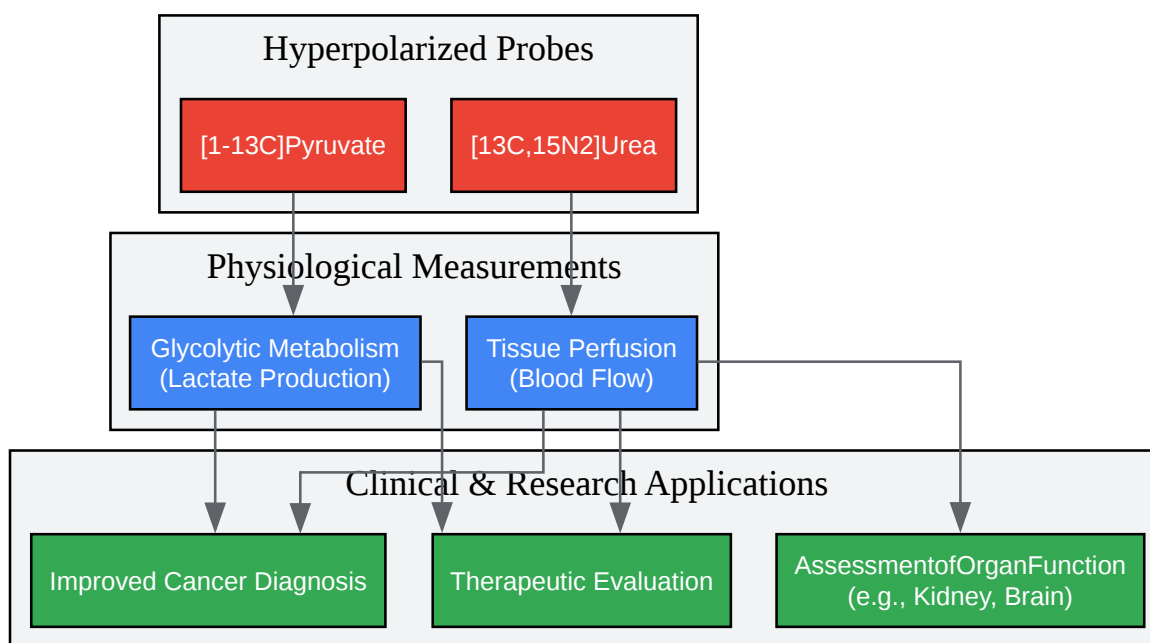 Hyperpolarized Probes
[1-13C]Pyruvate
[13C,15N2]Urea
Physiological Measurements
Glycolytic Metabolism
(Lactate Production)
Tissue Perfusion
(Blood Flow)
Clinical & Research Applications
Improved Cancer Diagnosis
Therapeutic Evaluation
AssessmentofOrganFunction
(e.g., Kidney, Brain)